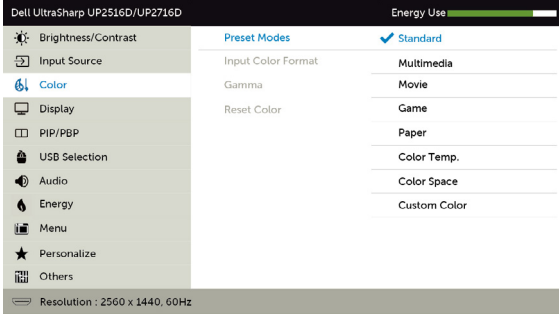 Dell UltraSharp UP2516D/UP2716D Energy Use
Brightness/Contrast Preset Modes Standard
Input Source Input Color Format Multimedia
Color Gamma Movie
Display Reset Color Game
PIP/PBP Paper
USB Selection Color Temp.
Audio Color Space
Energy Custom Color
Menu
Personalize
Others
Resolution : 2560 x 1440, 60Hz